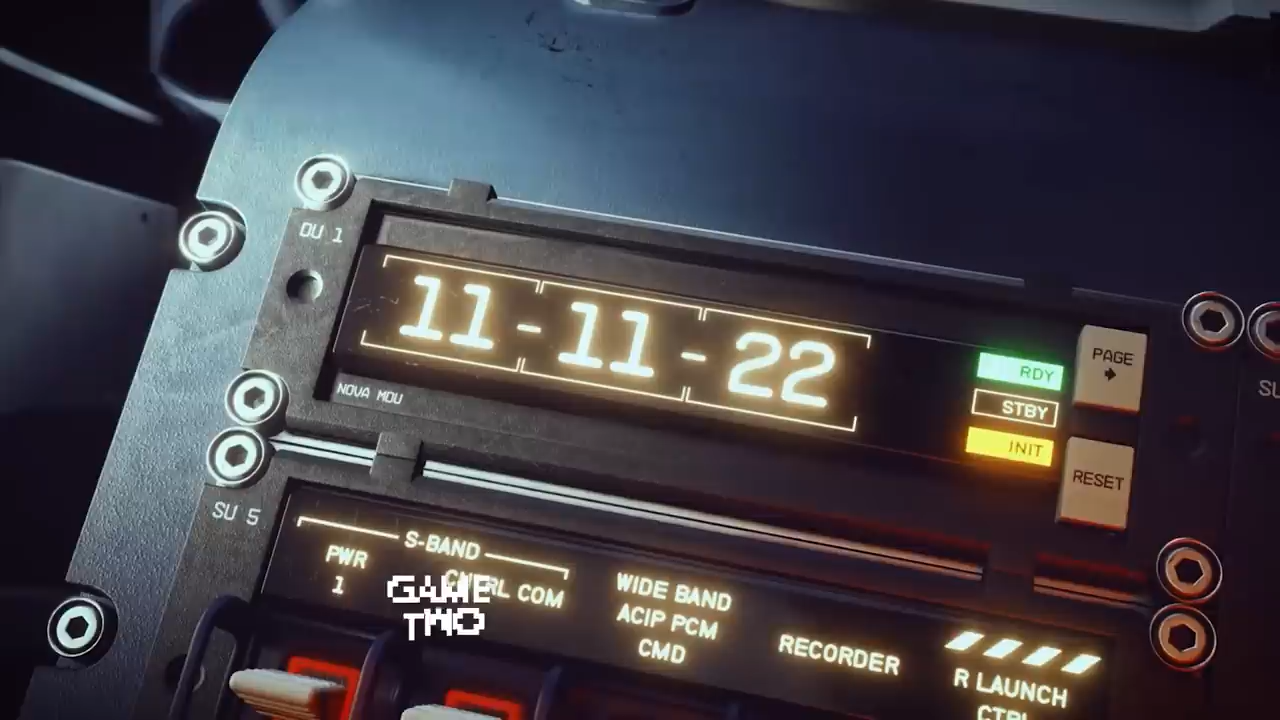 DU 1
11-11-22
NOVA MDU
RDY
STBY
INIT
PAGE
RESET
SU 5
S-BAND
PWR
1
COM
WIDE BAND
ACIP PCM
CMD
RECORDER
R LAUNCH
CTRL
GAME
TWO